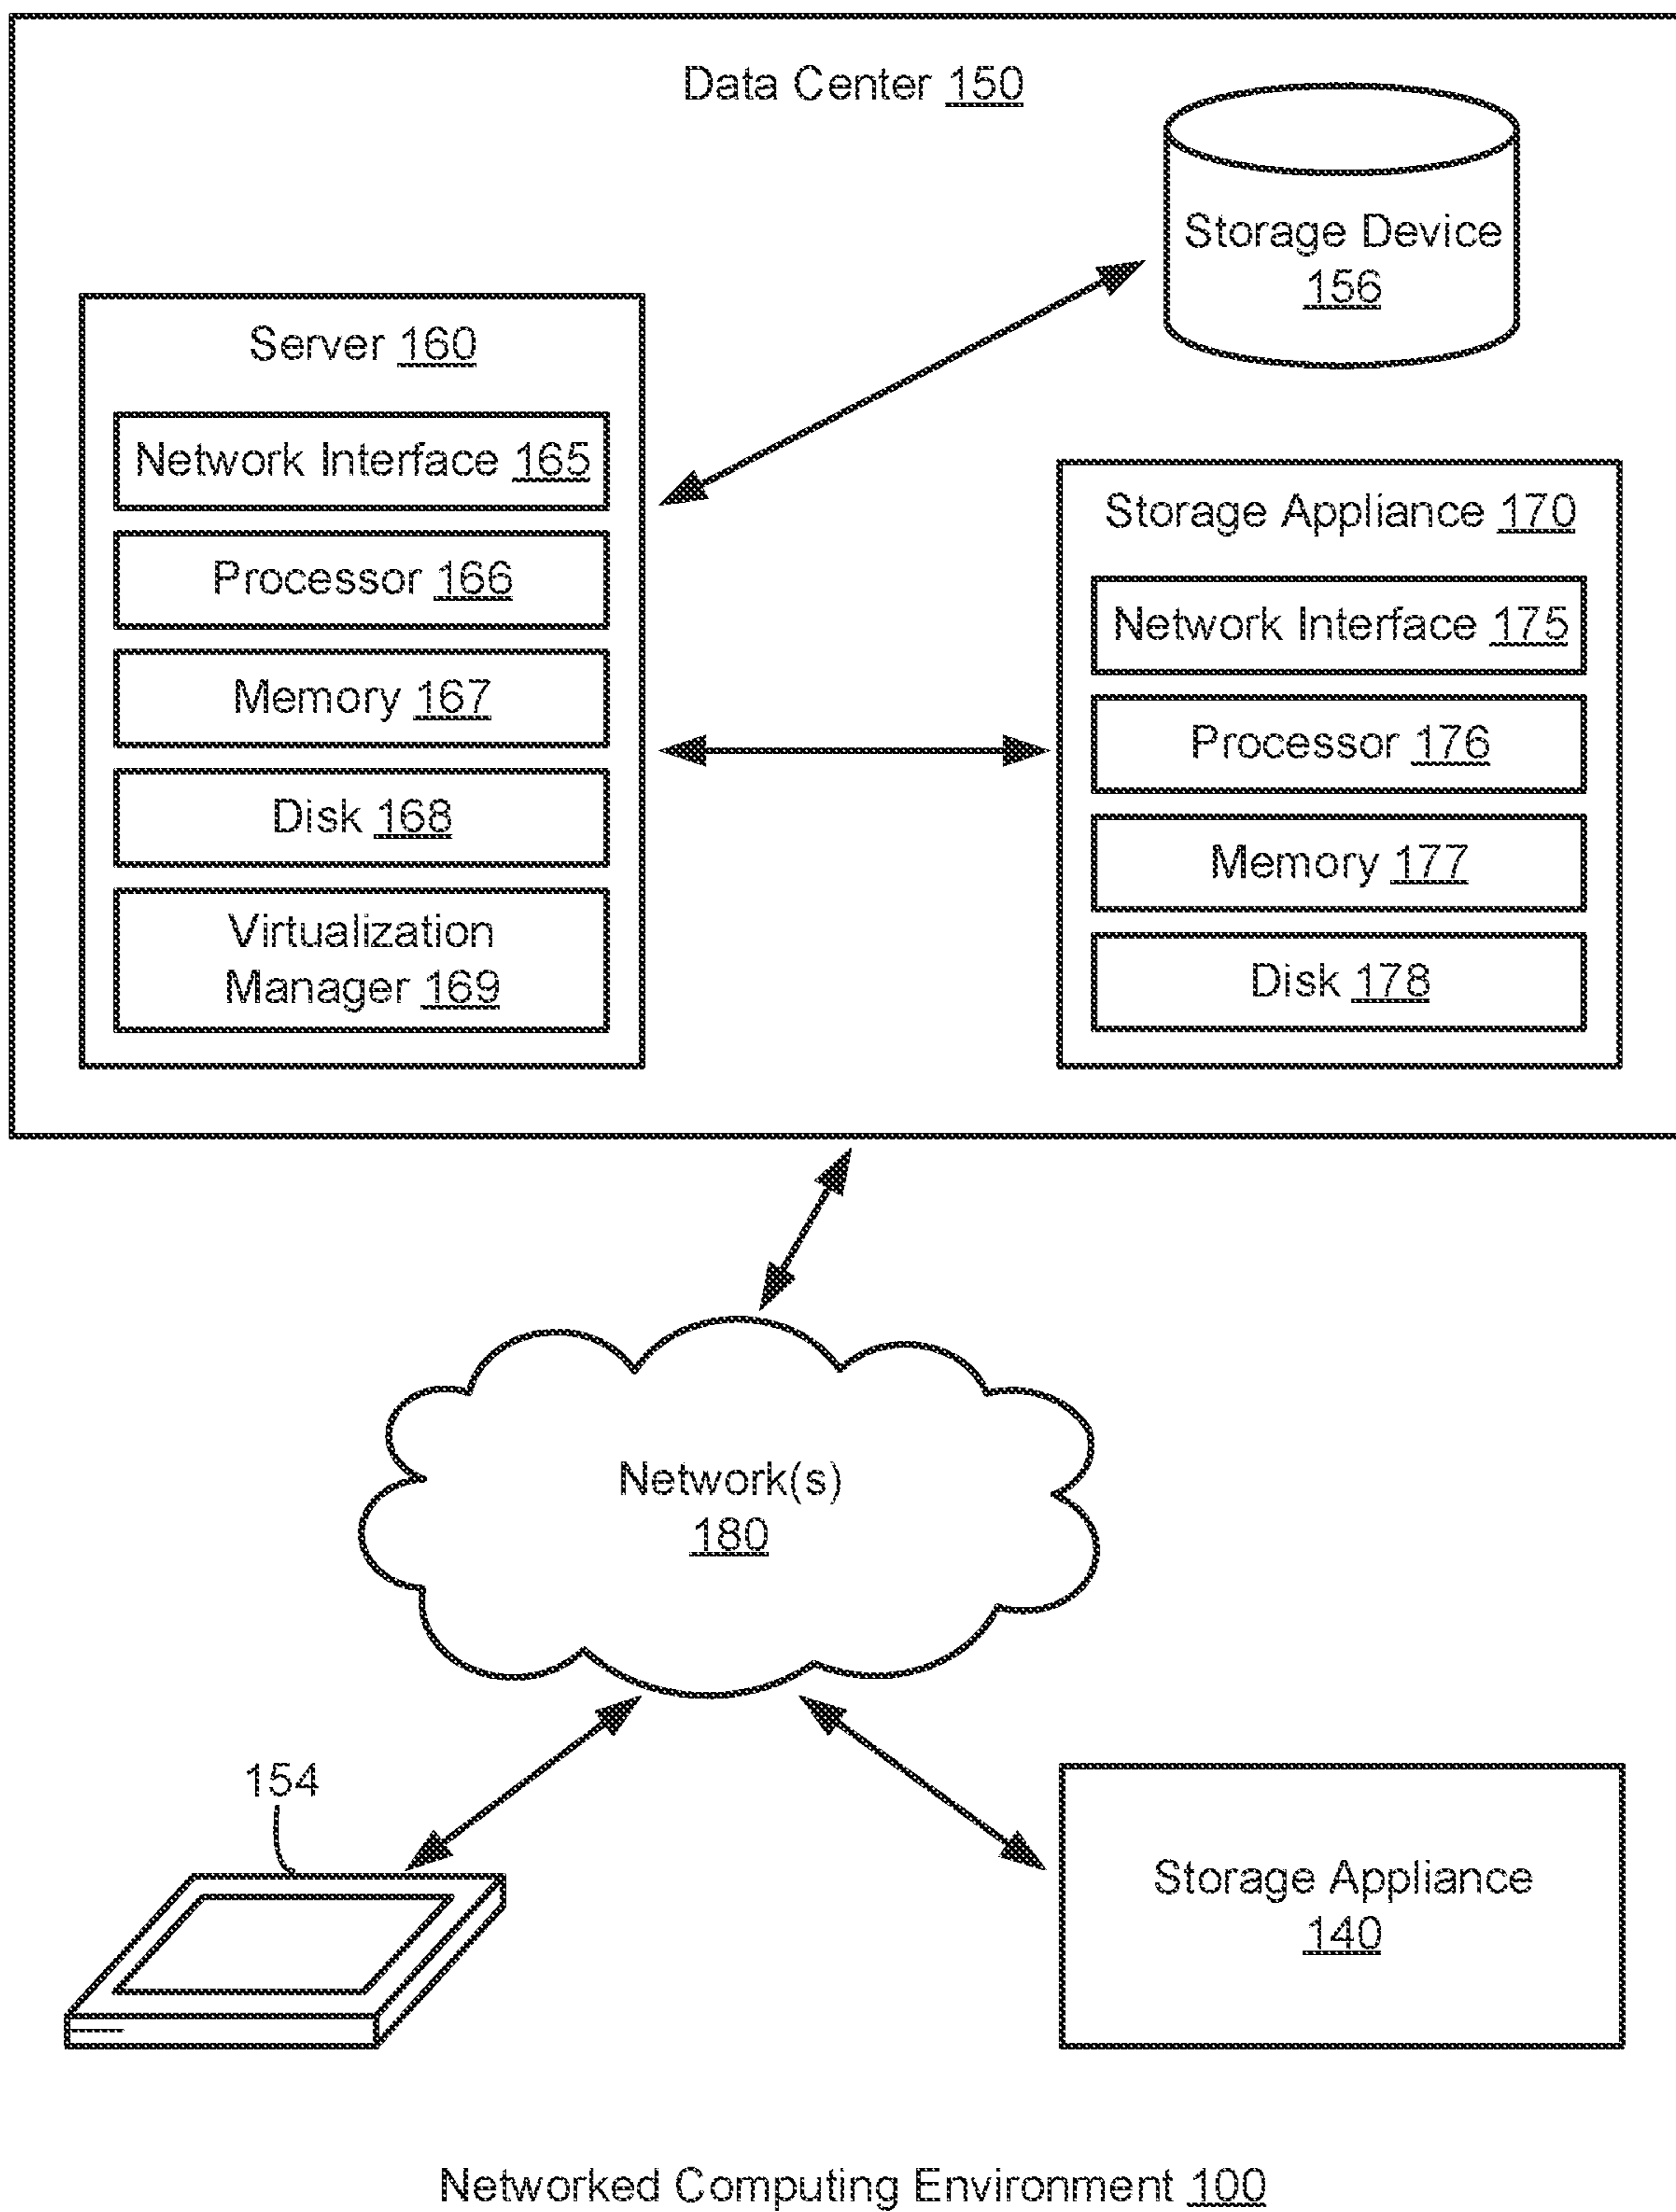 Data Center 150
Storage Device
156
Server 160
Network Interface 165
Processor 166
Memory 167
Disk 168
Virtualization
Manager 169
Storage Appliance 170
Network Interface 175
Processor 176
Memory 177
Disk 178
Network(s)
180
154
Storage Appliance
140
Networked Computing Environment 100